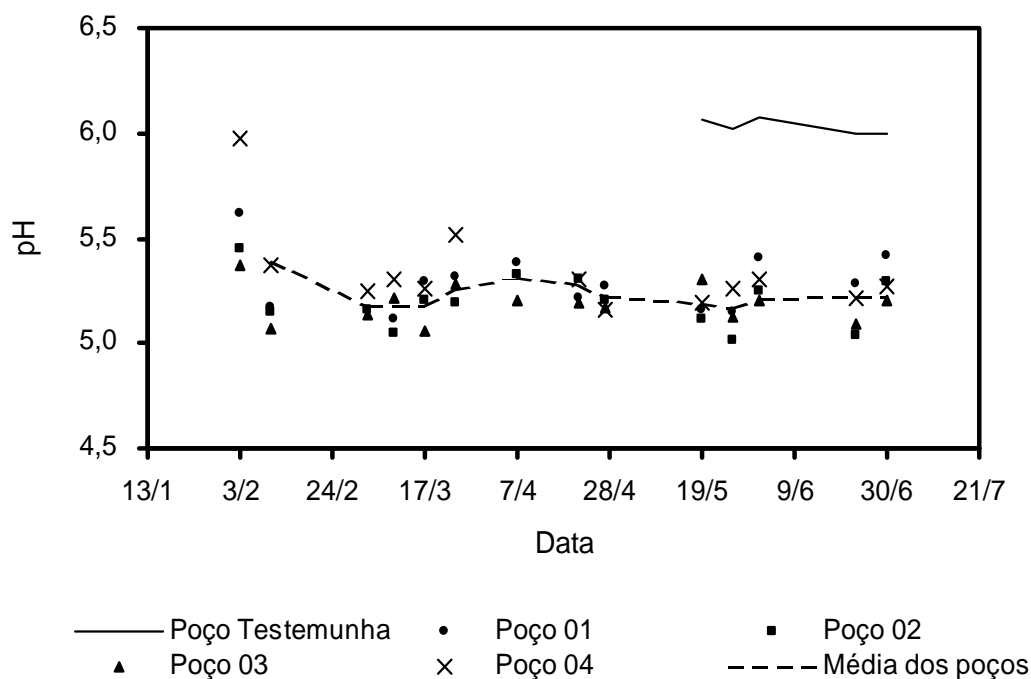 6,5
6,0
5,5
5,0
4,5
pH
13/1 3/2 24/2 17/3 7/4 28/4 19/5 9/6 30/6 21/7
Data
Poço Testemunha Poço 01 Poço 02
Poço 03 Poço 04 Média dos poços